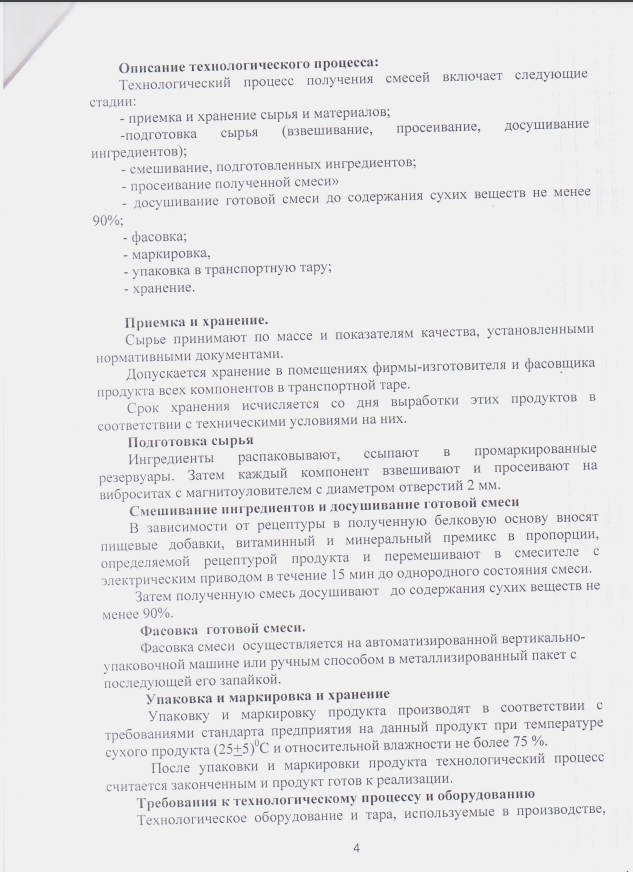 Описание технологического процесса:
Технологический процесс получения смесей включает следующие
стадии:
- приемка и хранение сырья и материалов;
-подготовка сырья (взвешивание, просеивание, досушивание
ингредиентов);
- смешивание, подготовленных ингредиентов;
- просеивание полученной смеси»
- досушивание готовой смеси до содержания сухих веществ не менее
90%;
- фасовка;
- маркировка,
- упаковка в транспортную тару;
- хранение.
Приемка и хранение.
Сырье принимают по массе и показателям качества, установленными
нормативными документами.
Допускается хранение в помещениях фирмы-изготовителя и фасовщика
продукта всех компонентов в транспортной таре.
Срок хранения исчисляется со дня выработки этих продуктов в
соответствии с техническими условиями на них.
Подготовка сырья
Ингредиенты распаковывают, ссыпают в промаркированные
резервуары. Затем каждый компонент взвешивают и просеивают на
виброситах с магнитоуловителем с диаметром отверстий 2 мм.
Смешивание ингредиентов и досушивание готовой смеси
В зависимости от рецептуры в полученную белковую основу вносят
пищевые добавки, витаминный и минеральный премикс в пропорции,
определяемой рецептурой продукта и перемешивают в смесителе с
электрическим приводом в течение 15 мин до однородного состояния смеси.
Затем полученную смесь досушивают до содержания сухих веществ не
менее 90%.
Фасовка готовой смеси.
Фасовка смеси осуществляется на автоматизированной вертикально-
упаковочной машине или ручным способом в металлизированный пакет с
последующей его запайкой.
Упаковка и маркировка и хранение
Упаковку и маркировку продукта производят в соответствии с
требованиями стандарта предприятия на данный продукт при температуре
сухого продукта (25±5)⁰С и относительной влажности не более 75 %.
После упаковки и маркировки продукта технологический процесс
считается законченным и продукт готов к реализации.
Требования к технологическому процессу и оборудованию
Технологическое оборудование и тара, используемые в производстве,
4